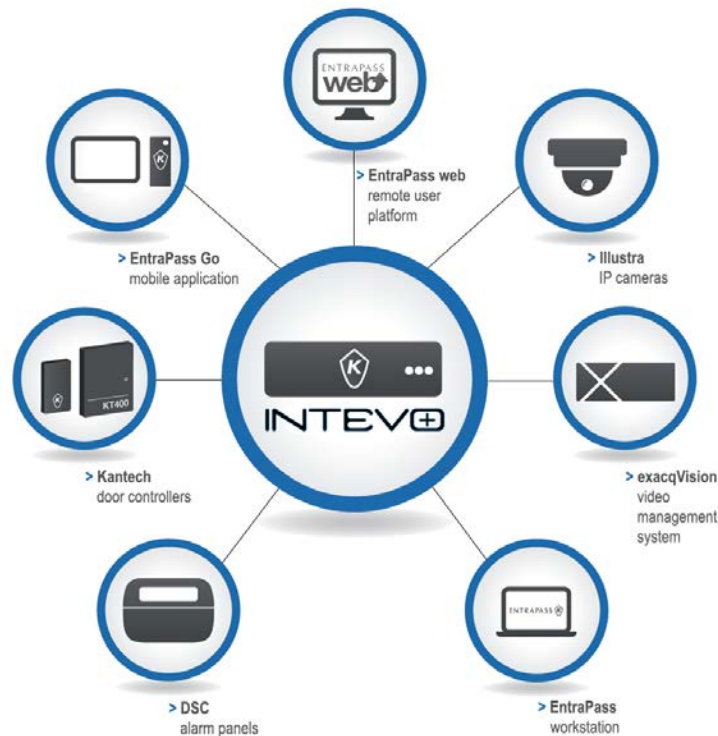 ENTRAPASS
web
> EntraPass web
remote user
platform
> EntraPass Go
mobile application
> Illustra
IP cameras
K
K
INTEVO+
KT400
> Kantech
door controllers
> exacqVision
video
management
system
ENTRAPASS K
> DSC
alarm panels
> EntraPass
workstation